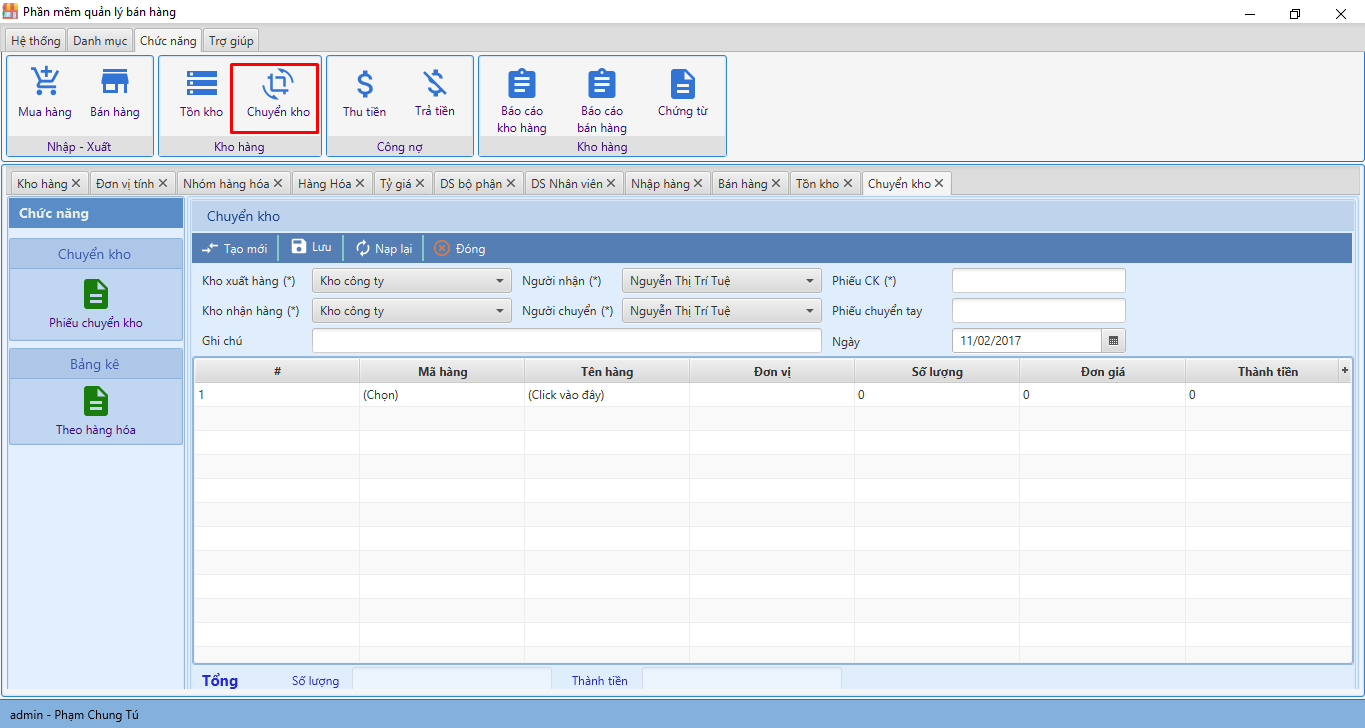 Phần mềm quản lý bán hàng
Hệ thống Danh mục Chức năng Trợ giúp
Mua hàng Bán hàng Tồn kho Chuyển kho Thu tiền Trả tiền Báo cáo kho hàng Báo cáo bán hàng Chứng từ
Nhập - Xuất Kho hàng Công nợ Kho hàng
Kho hàng Đơn vị tính Nhóm hàng hóa Hàng Hóa Tỷ giá DS bộ phận DS Nhân viên Nhập hàng Bán hàng Tồn kho Chuyển kho
Chức năng
Chuyển kho
Phiếu chuyển kho
Bảng kê
Theo hàng hóa
Chuyển kho
Tạo mới Lưu Nạp lại Đóng
Kho xuất hàng (*) Kho công ty Người nhận (*) Nguyễn Thị Trí Tuệ Phiếu CK (*)
Kho nhận hàng (*) Kho công ty Người chuyển (*) Nguyễn Thị Trí Tuệ Phiếu chuyển tay
Ghi chú Ngày 11/02/2017
# Mã hàng Tên hàng Đơn vị Số lượng Đơn giá Thành tiền +
1 (Chọn) (Click vào đây) 0 0 0
Tổng Số lượng Thành tiền
admin - Phạm Chung Tú